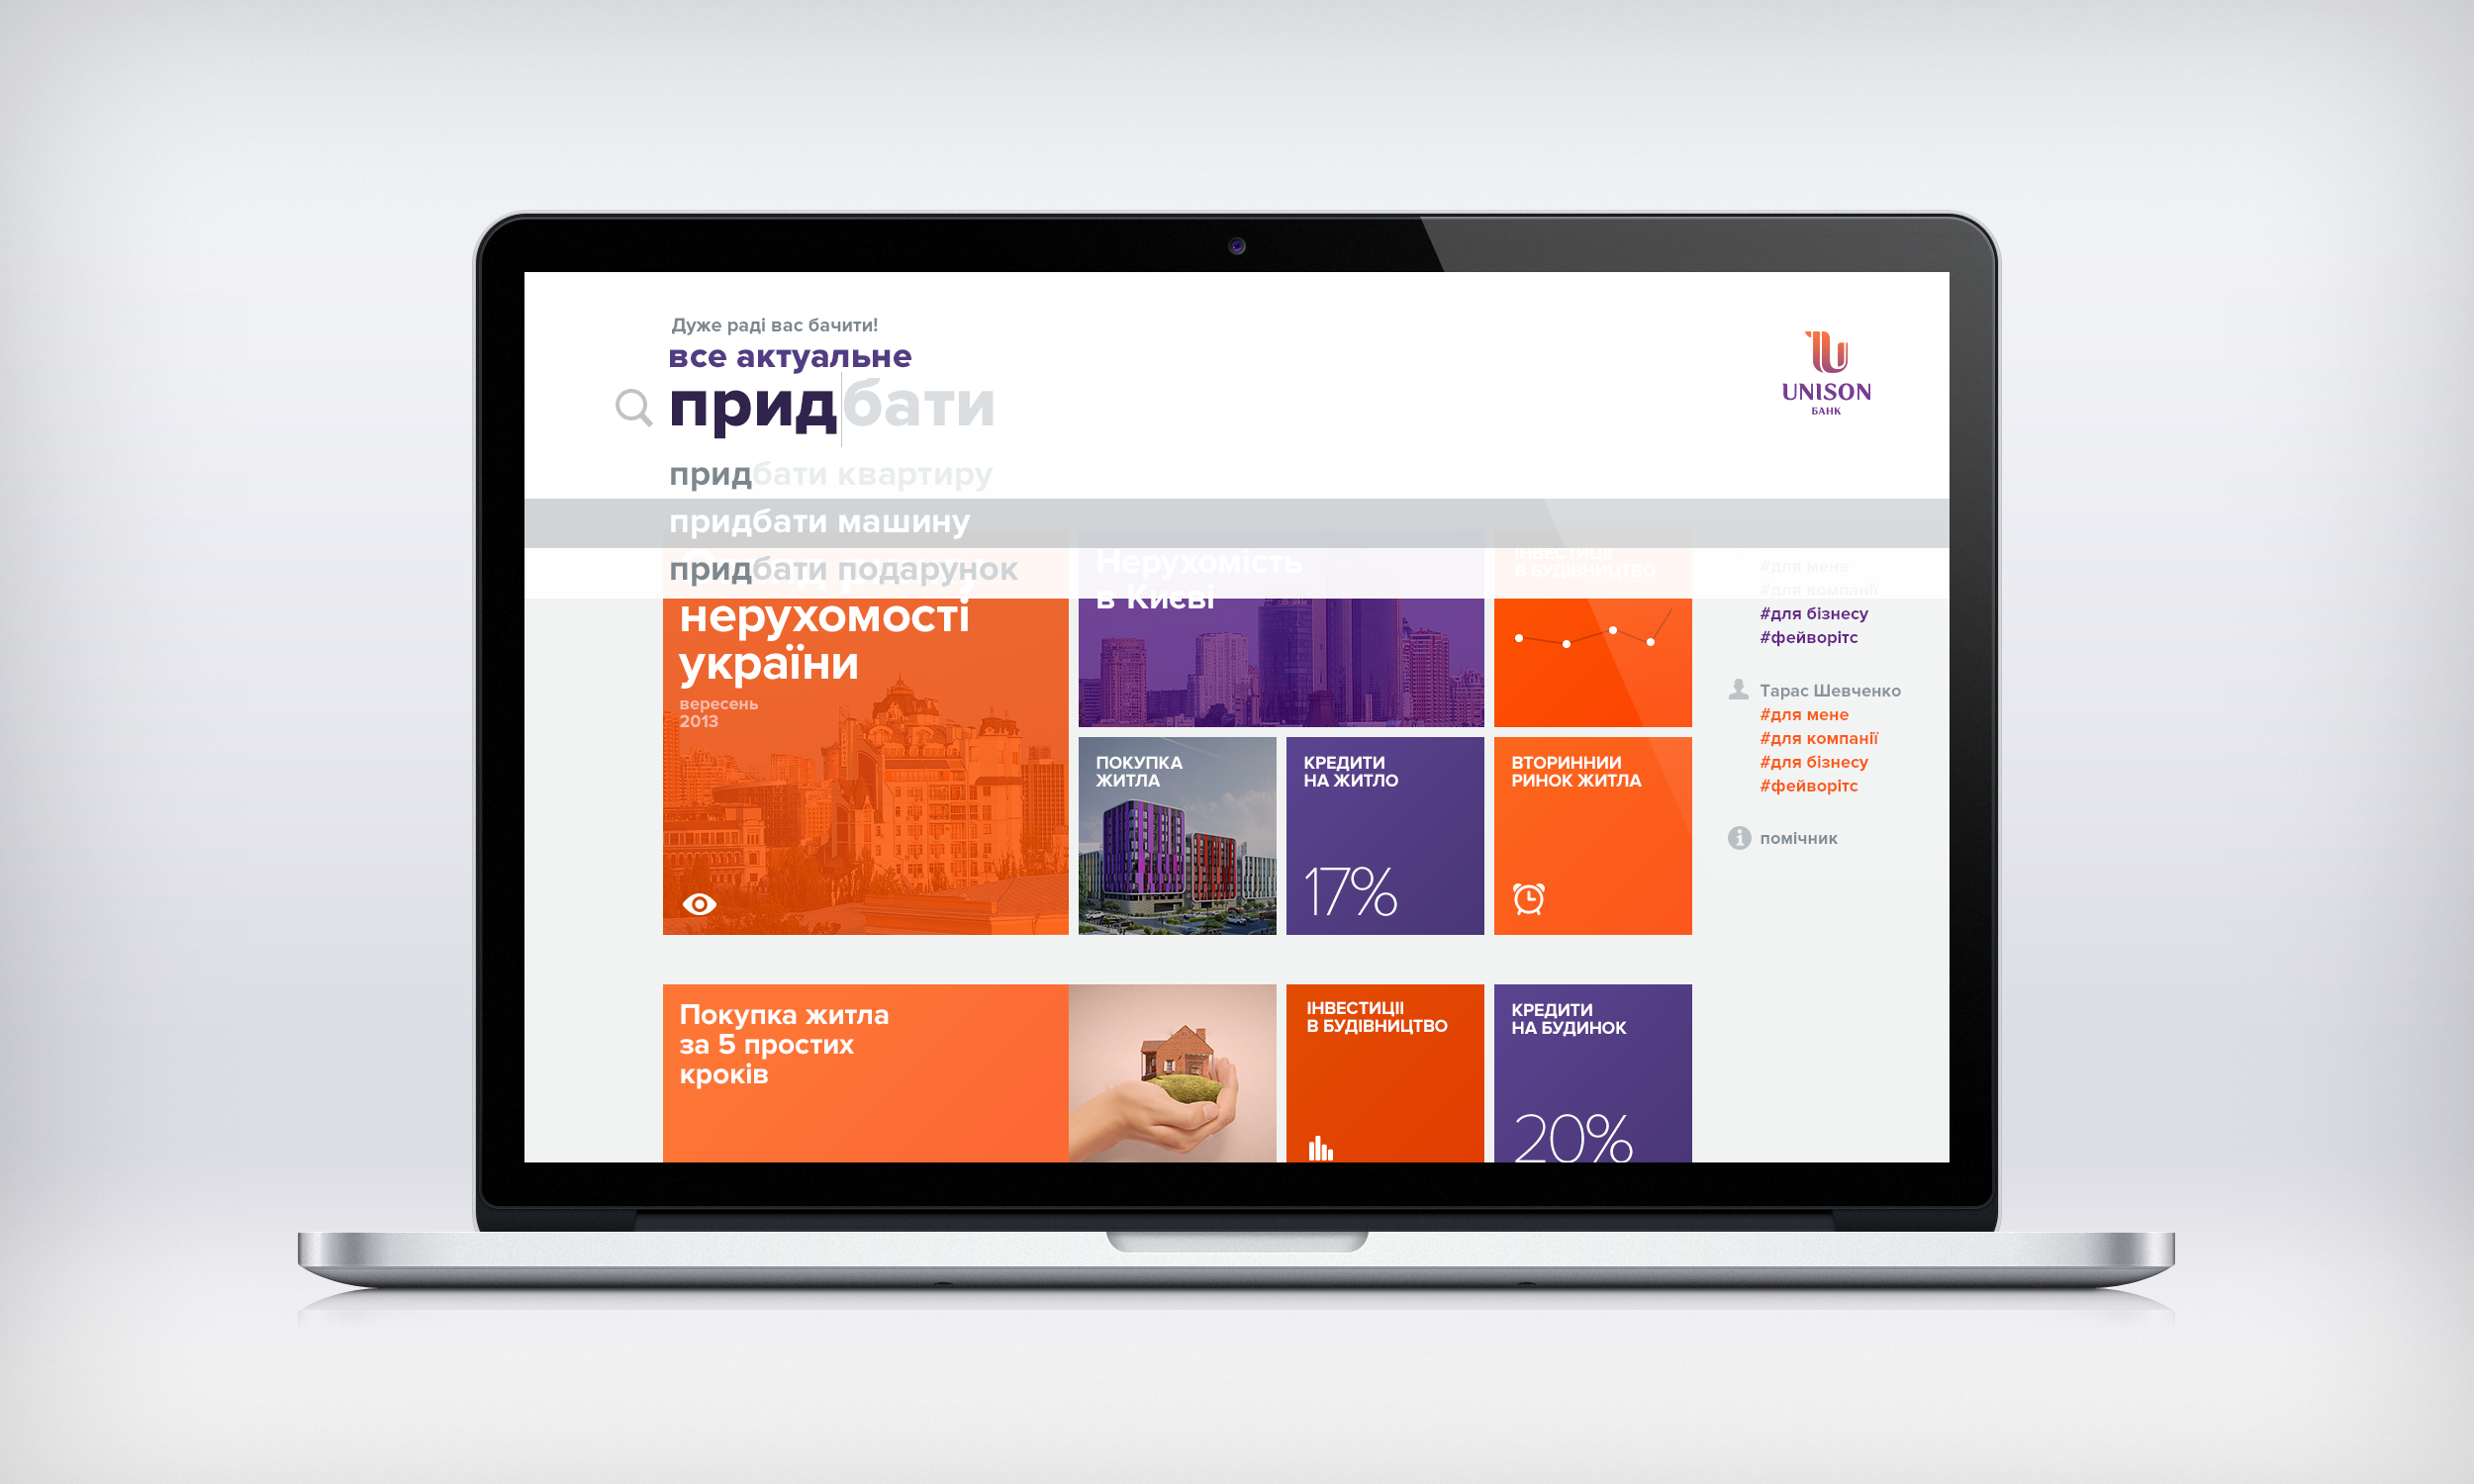 Дуже раді вас бачити!
все актуальне
придбати
придбати квартиру
придбати машину
придбати подарунок
нерухомості
україни
вересень
2013
Нерухомість
в Києві
ІНВЕСТИЦІЇ
В БУДІВНИЦТВО
ПОКУПКА
ЖИТЛА
КРЕДИТИ
НА ЖИТЛО
17%
ВТОРИННИИ
РИНОК ЖИТЛА
Покупка житла
за 5 простих
кроків
ІНВЕСТИЦІЇ
В БУДІВНИЦТВО
КРЕДИТИ
НА БУДИНОК
20%
UNISON
БАНК
#для мене
#для компанії
#для бізнесу
#фейворітс
Тарас Шевченко
#для мене
#для компанії
#для бізнесу
#фейворітс
помічник